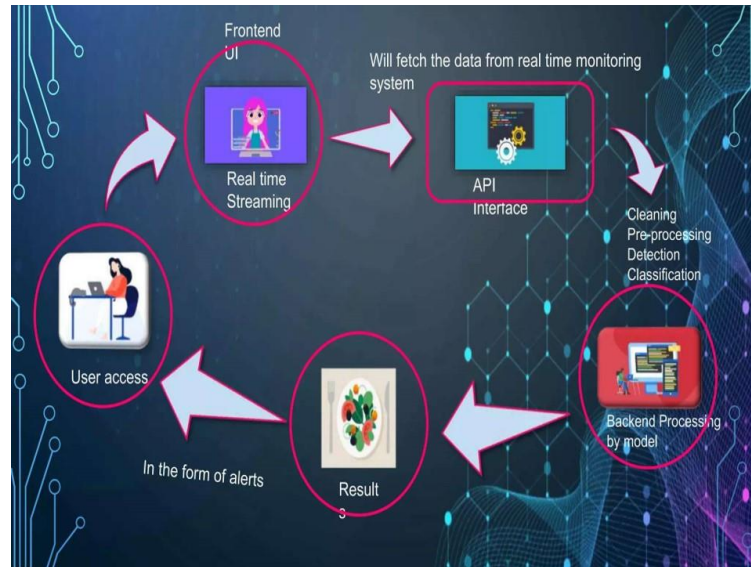 Frontend
UI
Will fetch the data from real time monitoring
system
Real time
Streaming
API
Interface
Cleaning
Pre-processing
Detection
Classification
User access
Backend Processing
by model
Result
s
In the form of alerts